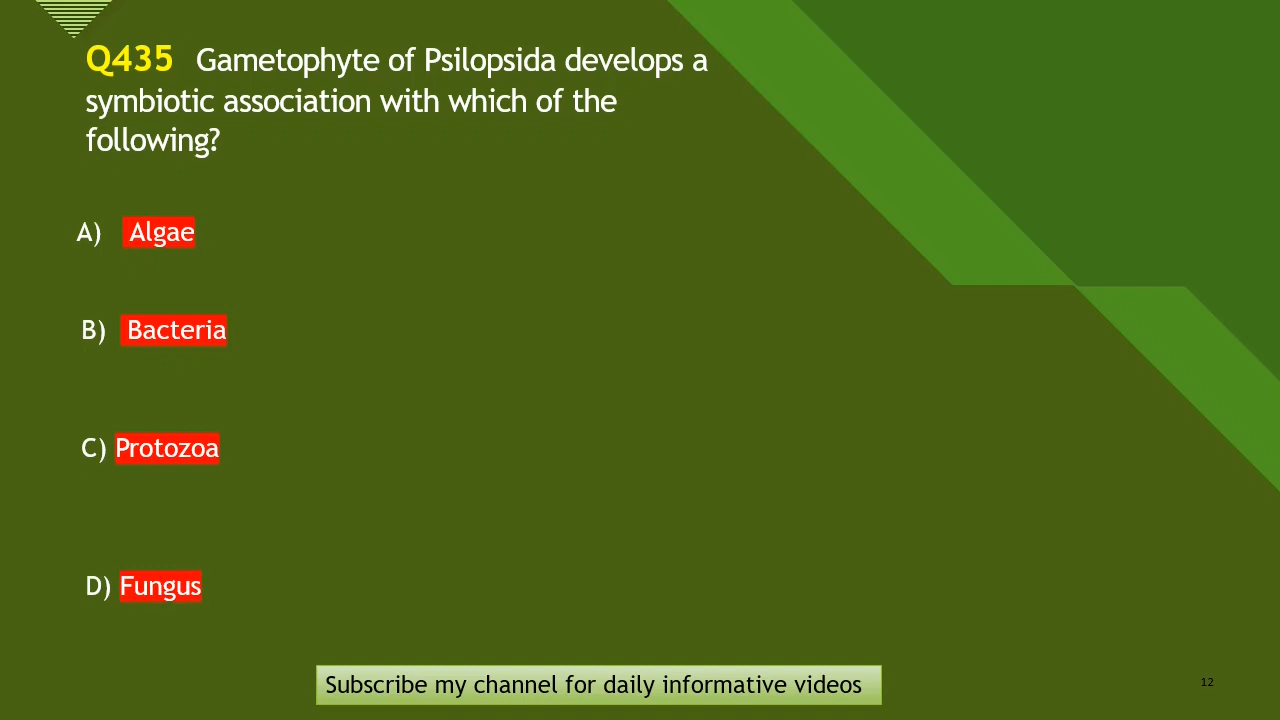 Q435 Gametophyte of Psilopsida develops a
symbiotic association with which of the
following?
A) Algae
B) Bacteria
C) Protozoa
D) Fungus
Subscribe my channel for daily informative videos
12